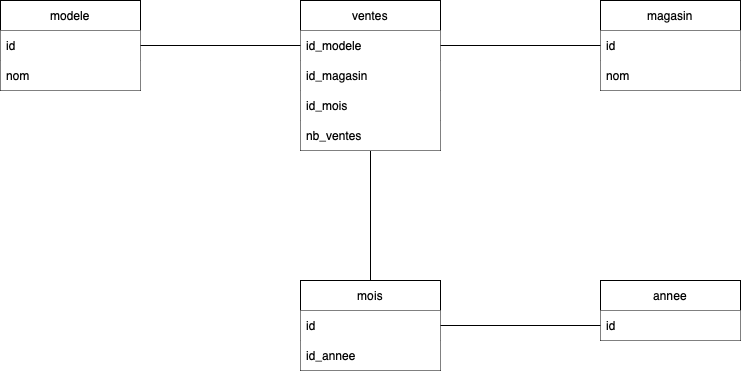 modele
id
nom
ventes
id_modele
id_magasin
id_mois
nb_ventes
magasin
id
nom
mois
id
id_annee
annee
id